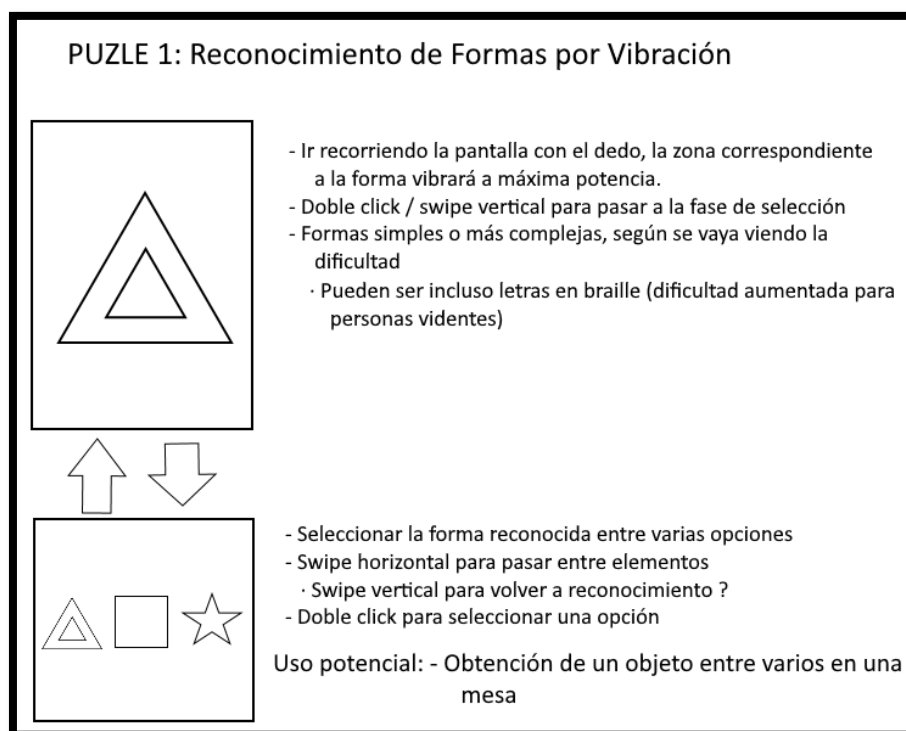 PUZLE 1: Reconocimiento de Formas por Vibración
- Ir recorriendo la pantalla con el dedo, la zona correspondiente
a la forma vibrará a máxima potencia.
- Doble click / swipe vertical para pasar a la fase de selección
- Formas simples o más complejas, según se vaya viendo la
dificultad
· Pueden ser incluso letras en braille (dificultad aumentada para
personas videntes)
- Seleccionar la forma reconocida entre varias opciones
- Swipe horizontal para pasar entre elementos
· Swipe vertical para volver a reconocimiento ?
- Doble click para seleccionar una opción
Uso potencial: - Obtención de un objeto entre varios en una
mesa